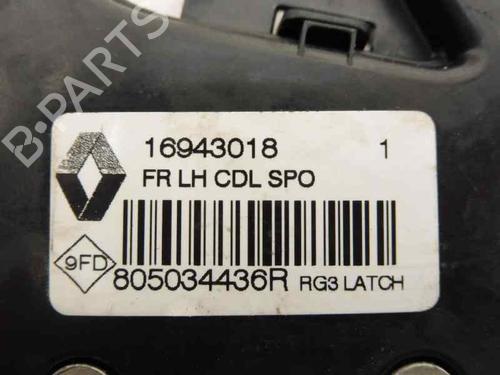 B-PARTS
16943018 1
FR LH CDL SPO
9FD
805034436R RG3 LATCH